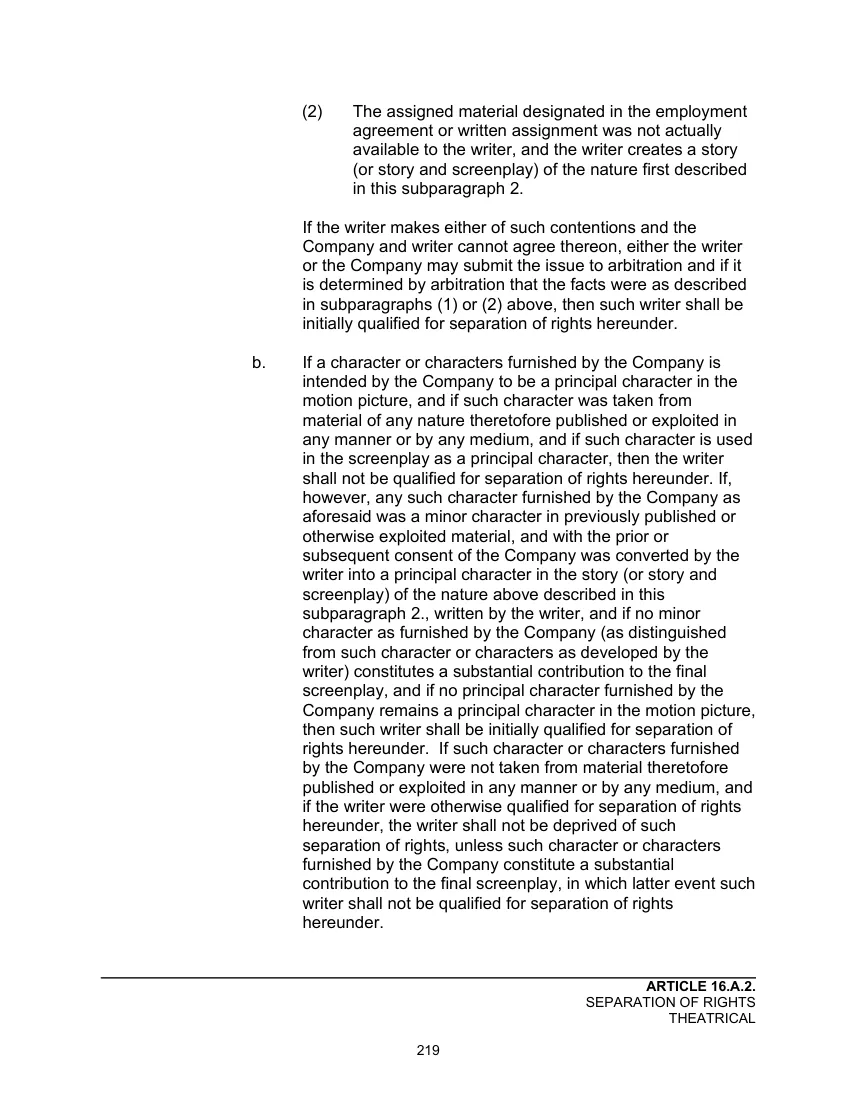 (2) The assigned material designated in the employment
agreement or written assignment was not actually
available to the writer, and the writer creates a story
(or story and screenplay) of the nature first described
in this subparagraph 2.
If the writer makes either of such contentions and the
Company and writer cannot agree thereon, either the writer
or the Company may submit the issue to arbitration and if it
is determined by arbitration that the facts were as described
in subparagraphs (1) or (2) above, then such writer shall be
initially qualified for separation of rights hereunder.
b. If a character or characters furnished by the Company is
intended by the Company to be a principal character in the
motion picture, and if such character was taken from
material of any nature theretofore published or exploited in
any manner or by any medium, and if such character is used
in the screenplay as a principal character, then the writer
shall not be qualified for separation of rights hereunder. If,
however, any such character furnished by the Company as
aforesaid was a minor character in previously published or
otherwise exploited material, and with the prior or
subsequent consent of the Company was converted by the
writer into a principal character in the story (or story and
screenplay) of the nature above described in this
subparagraph 2., written by the writer, and if no minor
character as furnished by the Company (as distinguished
from such character or characters as developed by the
writer) constitutes a substantial contribution to the final
screenplay, and if no principal character furnished by the
Company remains a principal character in the motion picture,
then such writer shall be initially qualified for separation of
rights hereunder.  If such character or characters furnished
by the Company were not taken from material theretofore
published or exploited in any manner or by any medium, and
if the writer were otherwise qualified for separation of rights
hereunder, the writer shall not be deprived of such
separation of rights, unless such character or characters
furnished by the Company constitute a substantial
contribution to the final screenplay, in which latter event such
writer shall not be qualified for separation of rights
hereunder.
ARTICLE 16.A.2.
SEPARATION OF RIGHTS
THEATRICAL
219